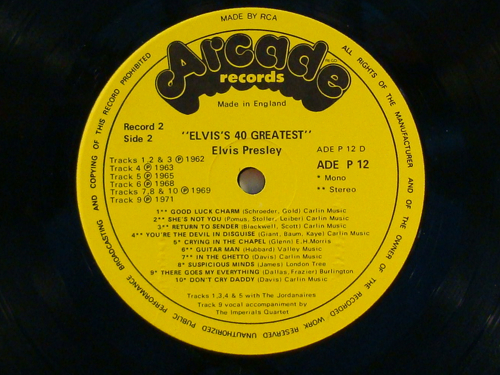 MADE BY RCA
ALL RIGHTS OF THE MANUFACTURER AND OF THE OWNER OF THE RECORDED WORK RESERVED UNAUTHORIZED PUBLIC PERFORMANCE BROADCASTING AND COPYING OF THIS RECORD PROHIBITED
Arcade
records
Made in England
Record 2
Side 2
"ELVIS'S 40 GREATEST"
Elvis Presley
ADE P 12 D
ADE P 12
* Mono
** Stereo
Tracks 1, 2 & 3 ℗ 1962
Track 4 ℗ 1963
Track 5 ℗ 1965
Track 6 ℗ 1968
Tracks 7, 8 & 10 ℗ 1969
Track 9 ℗ 1971
1** GOOD LUCK CHARM (Schroeder, Gold) Carlin Music
2** SHE'S NOT YOU (Pomus, Stoller, Leiber) Carlin Music
3** RETURN TO SENDER (Blackwell, Scott) Carlin Music
4** YOU'RE THE DEVIL IN DISGUISE (Giant, Baum, Kaye) Carlin Music
5* CRYING IN THE CHAPEL (Glenn) E.H.Morris
6** GUITAR MAN (Hubbard) Valley Music
7** IN THE GHETTO (Davis) Carlin Music
8* SUSPICIOUS MINDS (James) London Tree
9* THERE GOES MY EVERYTHING (Dallas, Frazier) Burlington
10* DON'T CRY DADDY (Davis) Carlin Music
Tracks 1,3,4 & 5 with The Jordanaires
Track 9 vocal accompaniment by
The Imperials Quartet